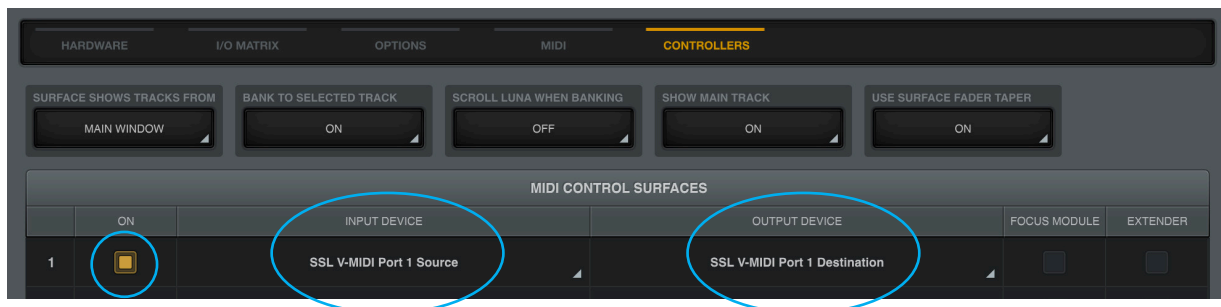 HARDWARE I/O MATRIX OPTIONS MIDI CONTROLLERS
SURFACE SHOWS TRACKS FROM BANK TO SELECTED TRACK SCROLL LUNA WHEN BANKING SHOW MAIN TRACK USE SURFACE FADER TAPER
MAIN WINDOW ON OFF ON ON
MIDI CONTROL SURFACES
ON INPUT DEVICE OUTPUT DEVICE FOCUS MODULE EXTENDER
1 SSL V-MIDI Port 1 Source SSL V-MIDI Port 1 Destination